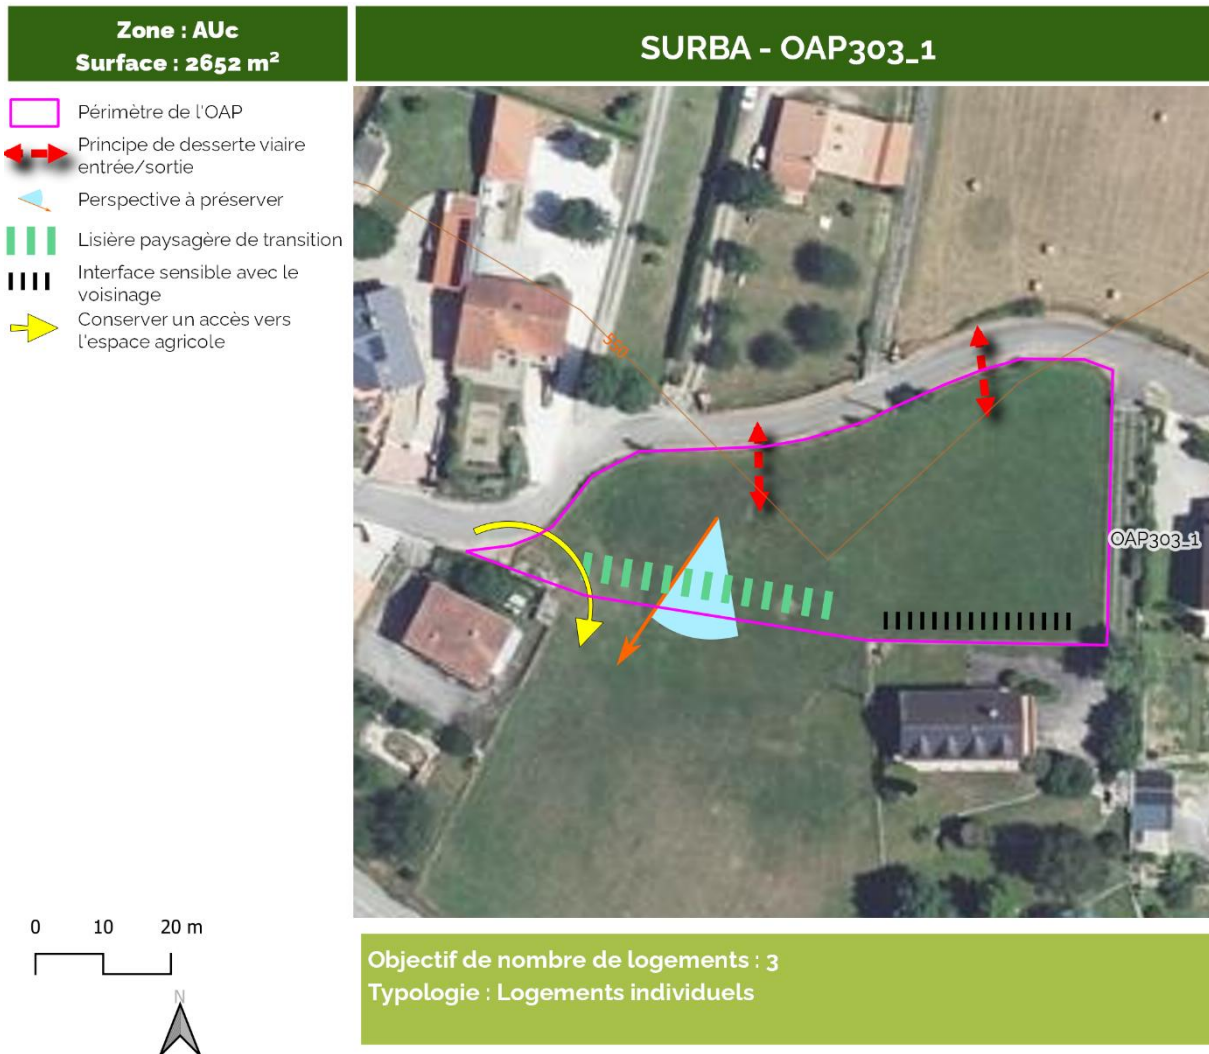 Zone : AUc
Surface : 2652 m²
SURBA - OAP303_1
Périmètre de l'OAP
Principe de desserte viaire
entrée/sortie
Perspective à préserver
Lisière paysagère de transition
Interface sensible avec le
voisinage
Conserver un accès vers
l'espace agricole
OAP303_1
0 10 20 m
N
Objectif de nombre de logements : 3
Typologie : Logements individuels